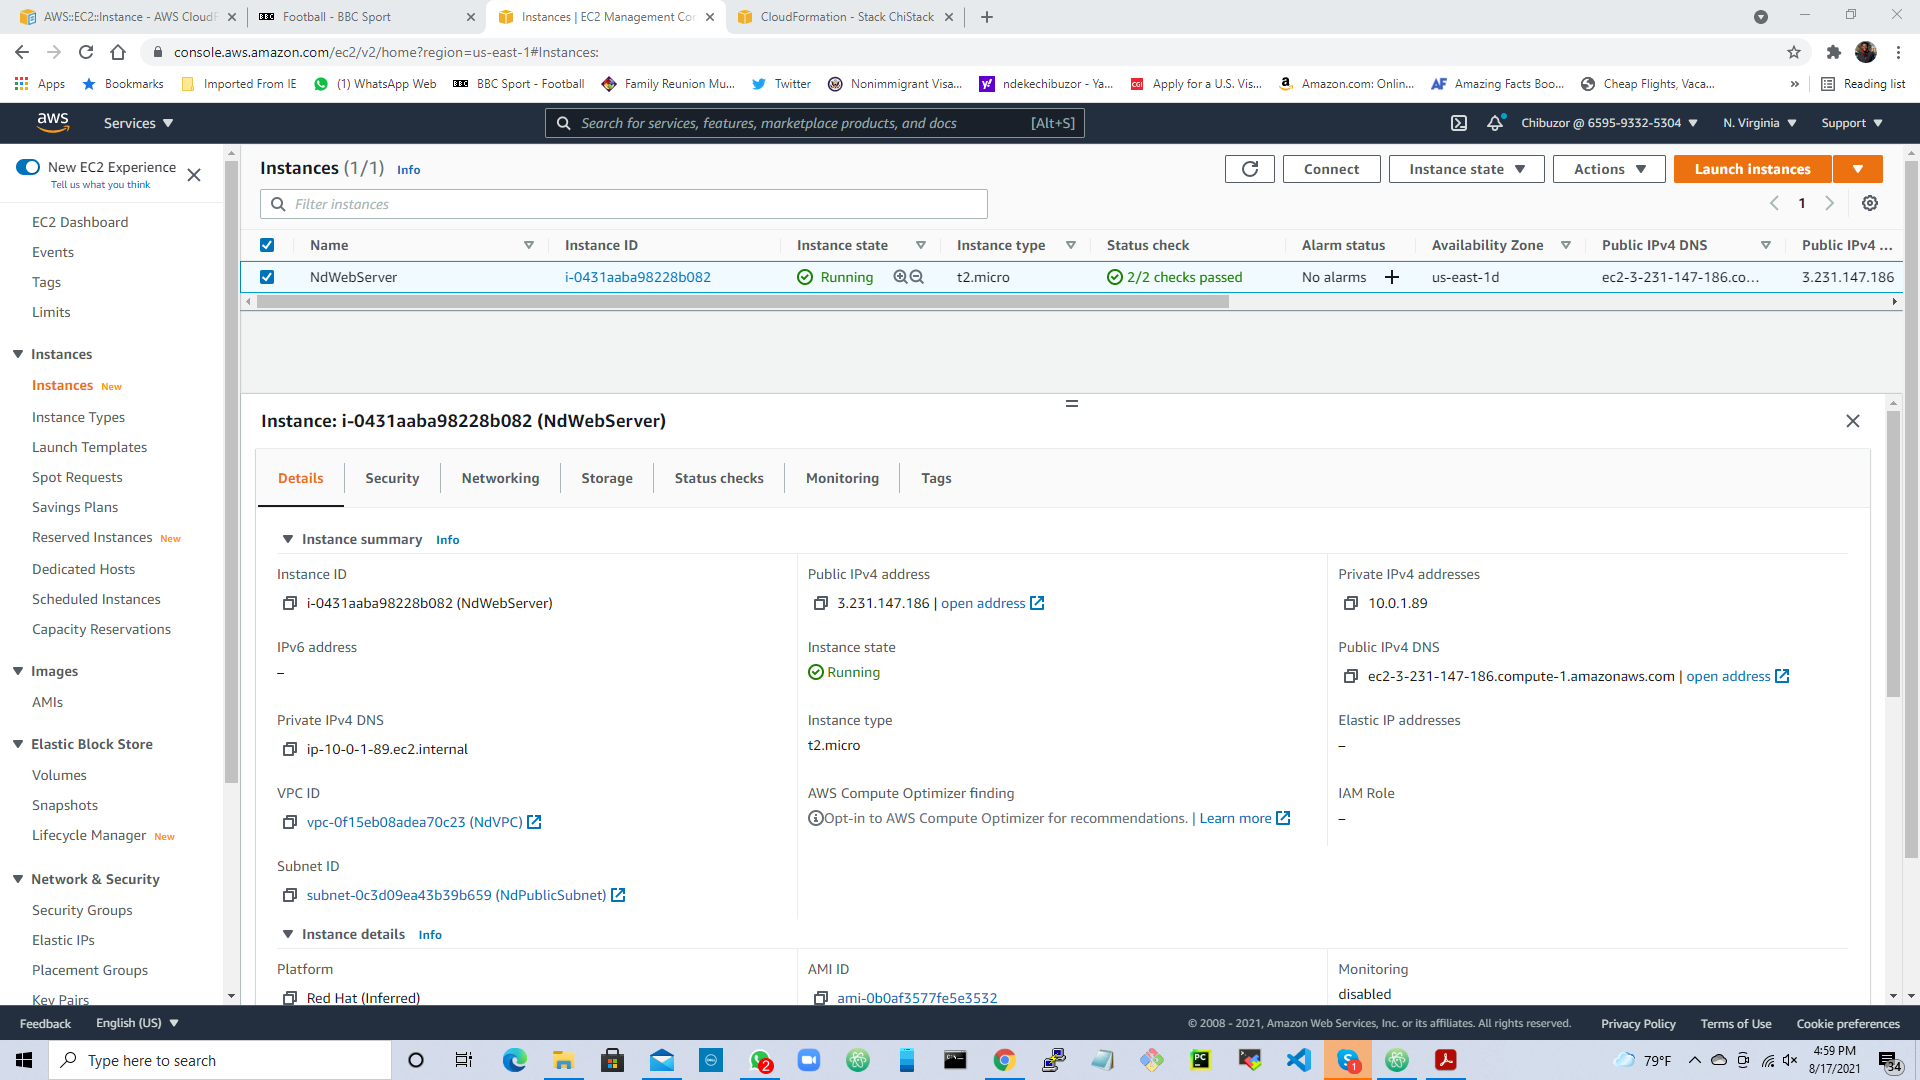 AWS::EC2::Instance - AWS CloudF
Football - BBC Sport
Instances | EC2 Management Con
CloudFormation - Stack ChiStack
console.aws.amazon.com/ec2/v2/home?region=us-east-1#Instances:
Apps
Bookmarks
Imported From IE
(1) WhatsApp Web
BBC Sport - Football
Family Reunion Mu...
Twitter
Nonimmigrant Visa...
ndekechibuzor - Ya...
Apply for a U.S. Vis...
Amazon.com: Onlin...
Amazing Facts Boo...
Cheap Flights, Vaca...
»
Reading list
aws
Services
Search for services, features, marketplace products, and docs
[Alt+S]
Chibuzor @ 6595-9332-5304
N. Virginia
Support
New EC2 Experience
Tell us what you think
EC2 Dashboard
Events
Tags
Limits
Instances
Instances New
Instance Types
Launch Templates
Spot Requests
Savings Plans
Reserved Instances New
Dedicated Hosts
Scheduled Instances
Capacity Reservations
Images
AMIs
Elastic Block Store
Volumes
Snapshots
Lifecycle Manager New
Network & Security
Security Groups
Elastic IPs
Placement Groups
Key Pairs
Instances (1/1) Info
Connect
Instance state
Actions
Launch instances
Filter instances
1
Name
Instance ID
Instance state
Instance type
Status check
Alarm status
Availability Zone
Public IPv4 DNS
Public IPv4 ...
NdWebServer
i-0431aaba98228b082
Running
t2.micro
2/2 checks passed
No alarms
us-east-1d
ec2-3-231-147-186.co...
3.231.147.186
Instance: i-0431aaba98228b082 (NdWebServer)
Details
Security
Networking
Storage
Status checks
Monitoring
Tags
Instance summary Info
Instance ID
i-0431aaba98228b082 (NdWebServer)
Public IPv4 address
3.231.147.186 | open address
Private IPv4 addresses
10.0.1.89
IPv6 address
–
Instance state
Running
Public IPv4 DNS
ec2-3-231-147-186.compute-1.amazonaws.com | open address
Private IPv4 DNS
ip-10-0-1-89.ec2.internal
Instance type
t2.micro
Elastic IP addresses
–
VPC ID
vpc-0f15eb08adea70c23 (NdVPC)
AWS Compute Optimizer finding
Opt-in to AWS Compute Optimizer for recommendations. | Learn more
IAM Role
–
Subnet ID
subnet-0c3d09ea43b39b659 (NdPublicSubnet)
Instance details Info
Platform
Red Hat (Inferred)
AMI ID
ami-0b0af3577fe5e3532
Monitoring
disabled
Feedback
English (US)
© 2008 - 2021, Amazon Web Services, Inc. or its affiliates. All rights reserved.
Privacy Policy
Terms of Use
Cookie preferences
Type here to search
2
1
79°F
4:59 PM
8/17/2021
34